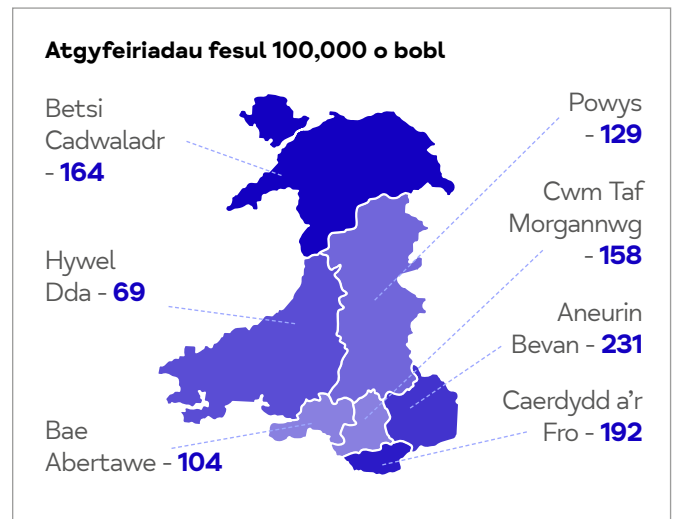 Atgyfeiriadau fesul 100,000 o bobl
Betsi
Cadwaladr
- 164
Hywel
Dda - 69
Bae
Abertawe - 104
Powys
- 129
Cwm Taf
Morgannwg
- 158
Aneurin
Bevan - 231
Caerdydd a’r
Fro - 192